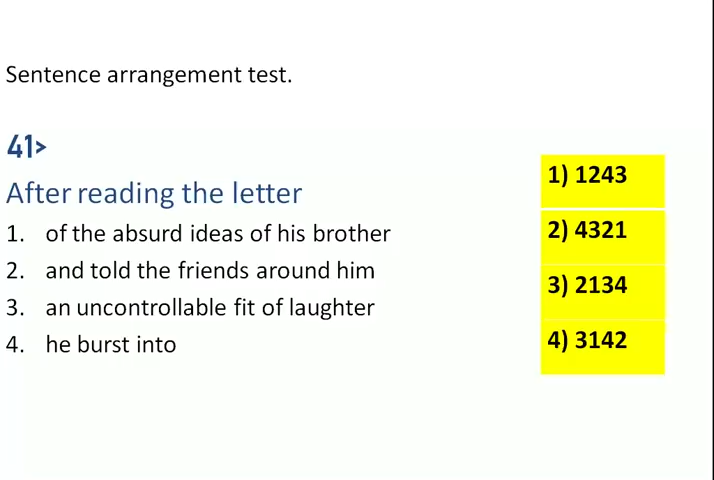 Sentence arrangement test.
41>
After reading the letter
1. of the absurd ideas of his brother
2. and told the friends around him
3. an uncontrollable fit of laughter
4. he burst into
1) 1243
2) 4321
3) 2134
4) 3142